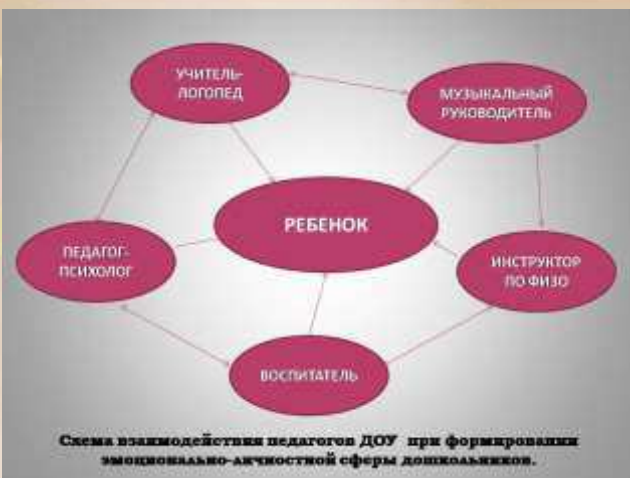 УЧИТЕЛЬ-
ЛОГОПЕД
МУЗЫКАЛЬНЫЙ
РУКОВОДИТЕЛЬ
РЕБЕНОК
ПЕДАГОГ-
ПСИХОЛОГ
ИНСТРУКТОР
ПО ФИЗО
ВОСПИТАТЕЛЬ
Схема взаимодействия педагогов ДОУ при формировании
эмоционально-личностной сферы дошкольников.